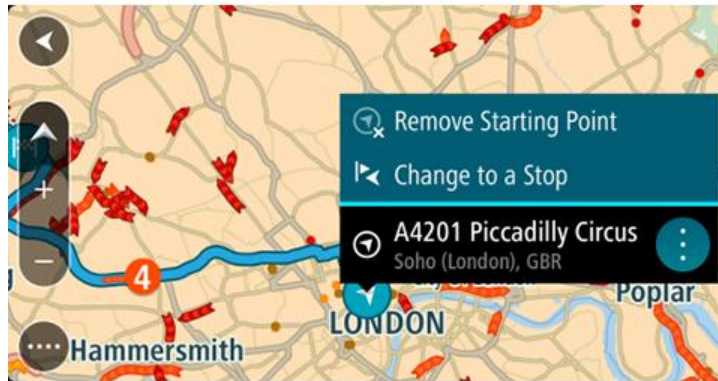 Remove Starting Point
Change to a Stop
A4201 Piccadilly Circus
Soho (London), GBR
4
Poplar
LONDON
Hammersmith